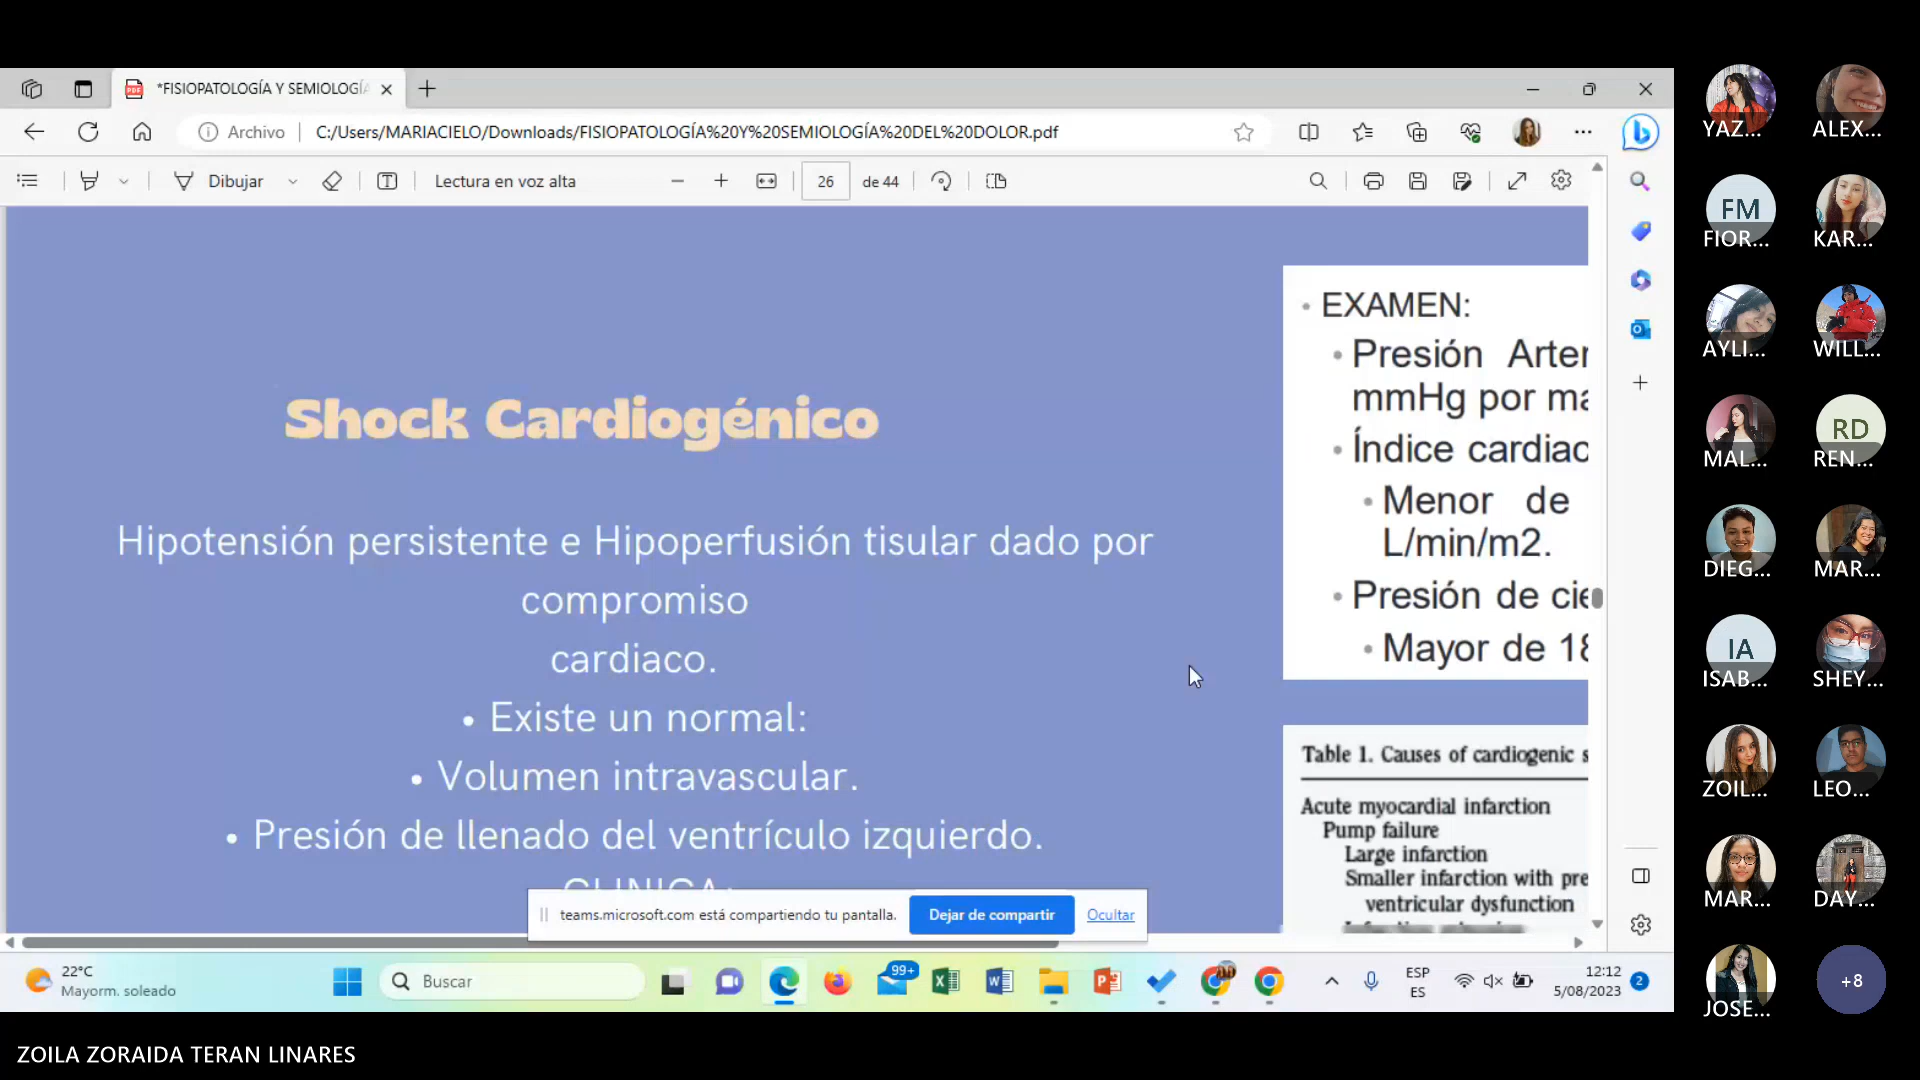 *FISIOPATOLOGÍA Y SEMIOLOGÍA
Archivo
C:/Users/MARIACIELO/Downloads/FISIOPATOLOGÍA%20Y%20SEMIOLOGÍA%20DEL%20DOLOR.pdf
Dibujar
Lectura en voz alta
26
de 44
Shock Cardiogénico
Hipotensión persistente e Hipoperfusión tisular dado por
compromiso
cardiaco.
• Existe un normal:
• Volumen intravascular.
• Presión de llenado del ventrículo izquierdo.
CLINICA:
• EXAMEN:
• Presión Arter
mmHg por ma
• Índice cardiac
• Menor de
L/min/m2.
• Presión de cie
• Mayor de 18
Table 1. Causes of cardiogenic s
Acute myocardial infarction
Pump failure
Large infarction
Smaller infarction with pre
ventricular dysfunction
teams.microsoft.com está compartiendo tu pantalla.
Dejar de compartir
Ocultar
22°C
Mayorm. soleado
Buscar
99+
ESP
ES
12:12
5/08/2023
2
YAZ...
ALEX...
FM
FIOR...
KAR...
AYLI...
WILL...
MAL...
RD
REN...
DIEG...
MAR...
IA
ISAB...
SHEY...
ZOIL...
LEO...
MAR...
DAY...
JOSE...
+8
ZOILA ZORAIDA TERAN LINARES